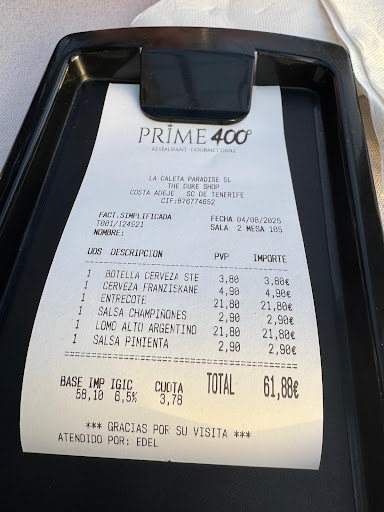 PRIME 400°
RESTAURANT GOURMET GRILL
LA CALETA PARADISE SL
THE DUKE SHOP
COSTA ADEJE SC DE TENERIFE
CIF:B76774652
FACT.SIMPLIFICADA FECHA 04/08/2025
T001/124521 SALA 2 MESA 105
NOMBRE:
UDS DESCRIPCION PVP IMPORTE
1 BOTELLA CERVEZA STE 3,80 3,80€
1 CERVEZA FRANZISKANE 4,90 4,90€
1 ENTRECOTE 21,80 21,80€
1 SALSA CHAMPIÑONES 2,90 2,90€
1 LOMO ALTO ARGENTINO 21,80 21,80€
1 SALSA PIMIENTA 2,90 2,90€
BASE IMP IGIC CUOTA TOTAL 61,88€
58,10 6,5% 3,78
*** GRACIAS POR SU VISITA ***
ATENDIDO POR: EDEL